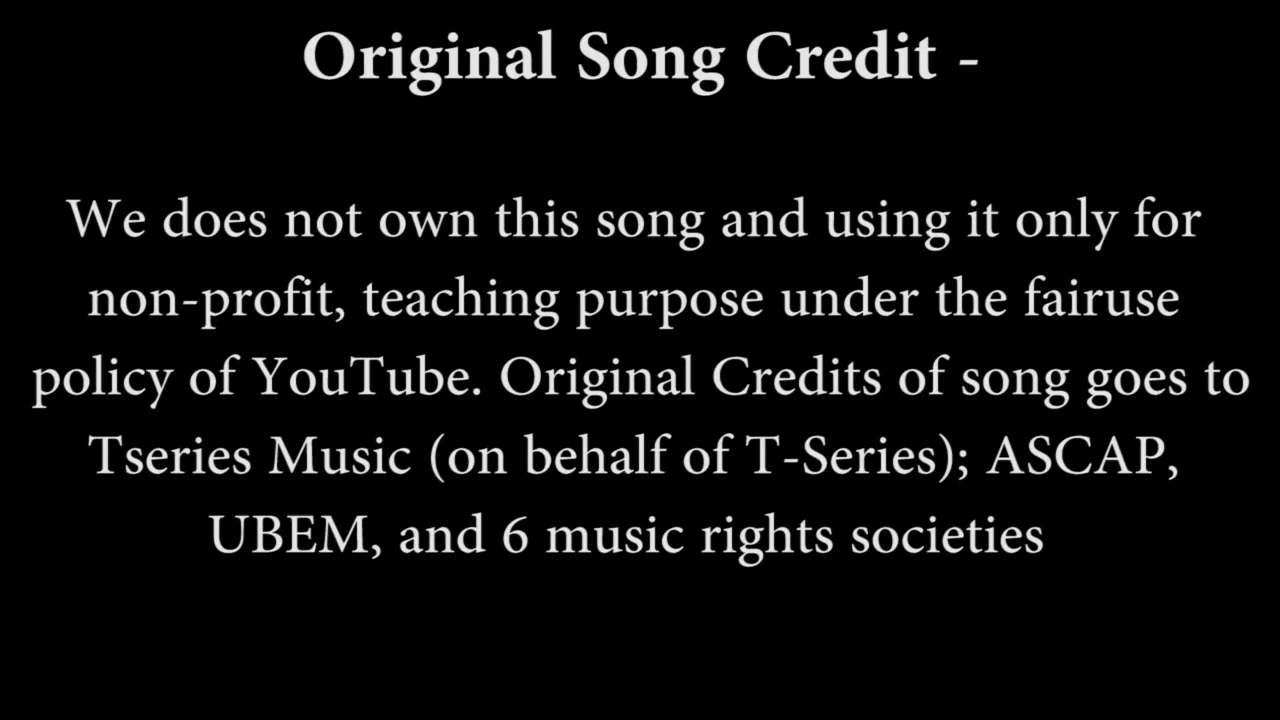 Original Song Credit -
We does not own this song and using it only for
non-profit, teaching purpose under the fairuse
policy of YouTube. Original Credits of song goes to
Tseries Music (on behalf of T-Series); ASCAP,
UBEM, and 6 music rights societies